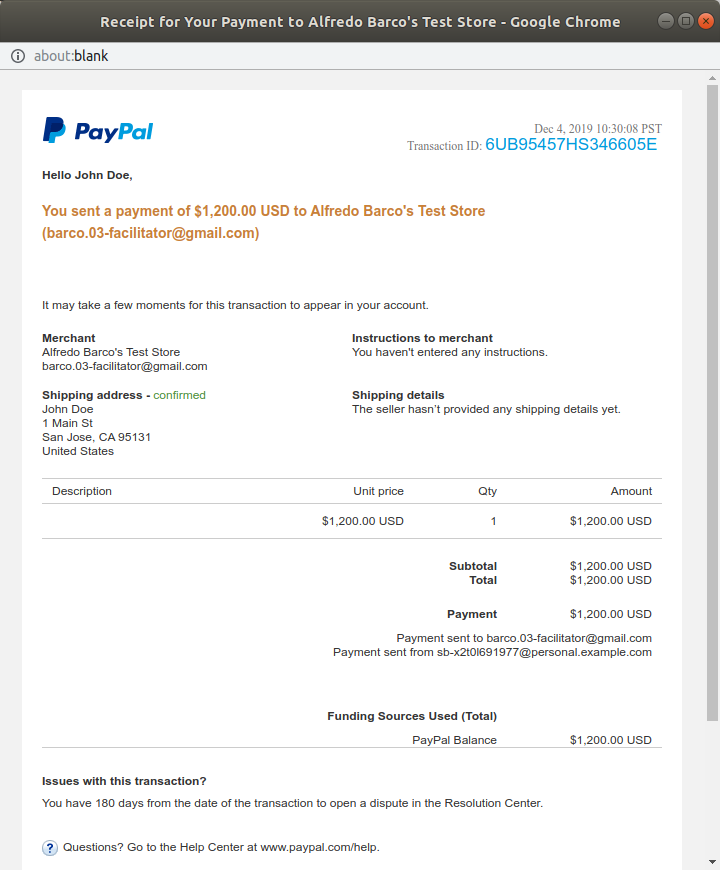 Receipt for Your Payment to Alfredo Barco's Test Store - Google Chrome
about:blank
PayPal
Dec 4, 2019 10:30:08 PST
Transaction ID: 6UB95457HS346605E
Hello John Doe,
You sent a payment of $1,200.00 USD to Alfredo Barco's Test Store
(barco.03-facilitator@gmail.com)
It may take a few moments for this transaction to appear in your account.
Merchant
Alfredo Barco's Test Store
barco.03-facilitator@gmail.com
Instructions to merchant
You haven't entered any instructions.
Shipping address - confirmed
John Doe
1 Main St
San Jose, CA 95131
United States
Shipping details
The seller hasn't provided any shipping details yet.
Description Unit price Qty Amount
$1,200.00 USD 1 $1,200.00 USD
Subtotal $1,200.00 USD
Total $1,200.00 USD
Payment $1,200.00 USD
Payment sent to barco.03-facilitator@gmail.com
Payment sent from sb-x2t0l691977@personal.example.com
Funding Sources Used (Total)
PayPal Balance $1,200.00 USD
Issues with this transaction?
You have 180 days from the date of the transaction to open a dispute in the Resolution Center.
? Questions? Go to the Help Center at www.paypal.com/help.